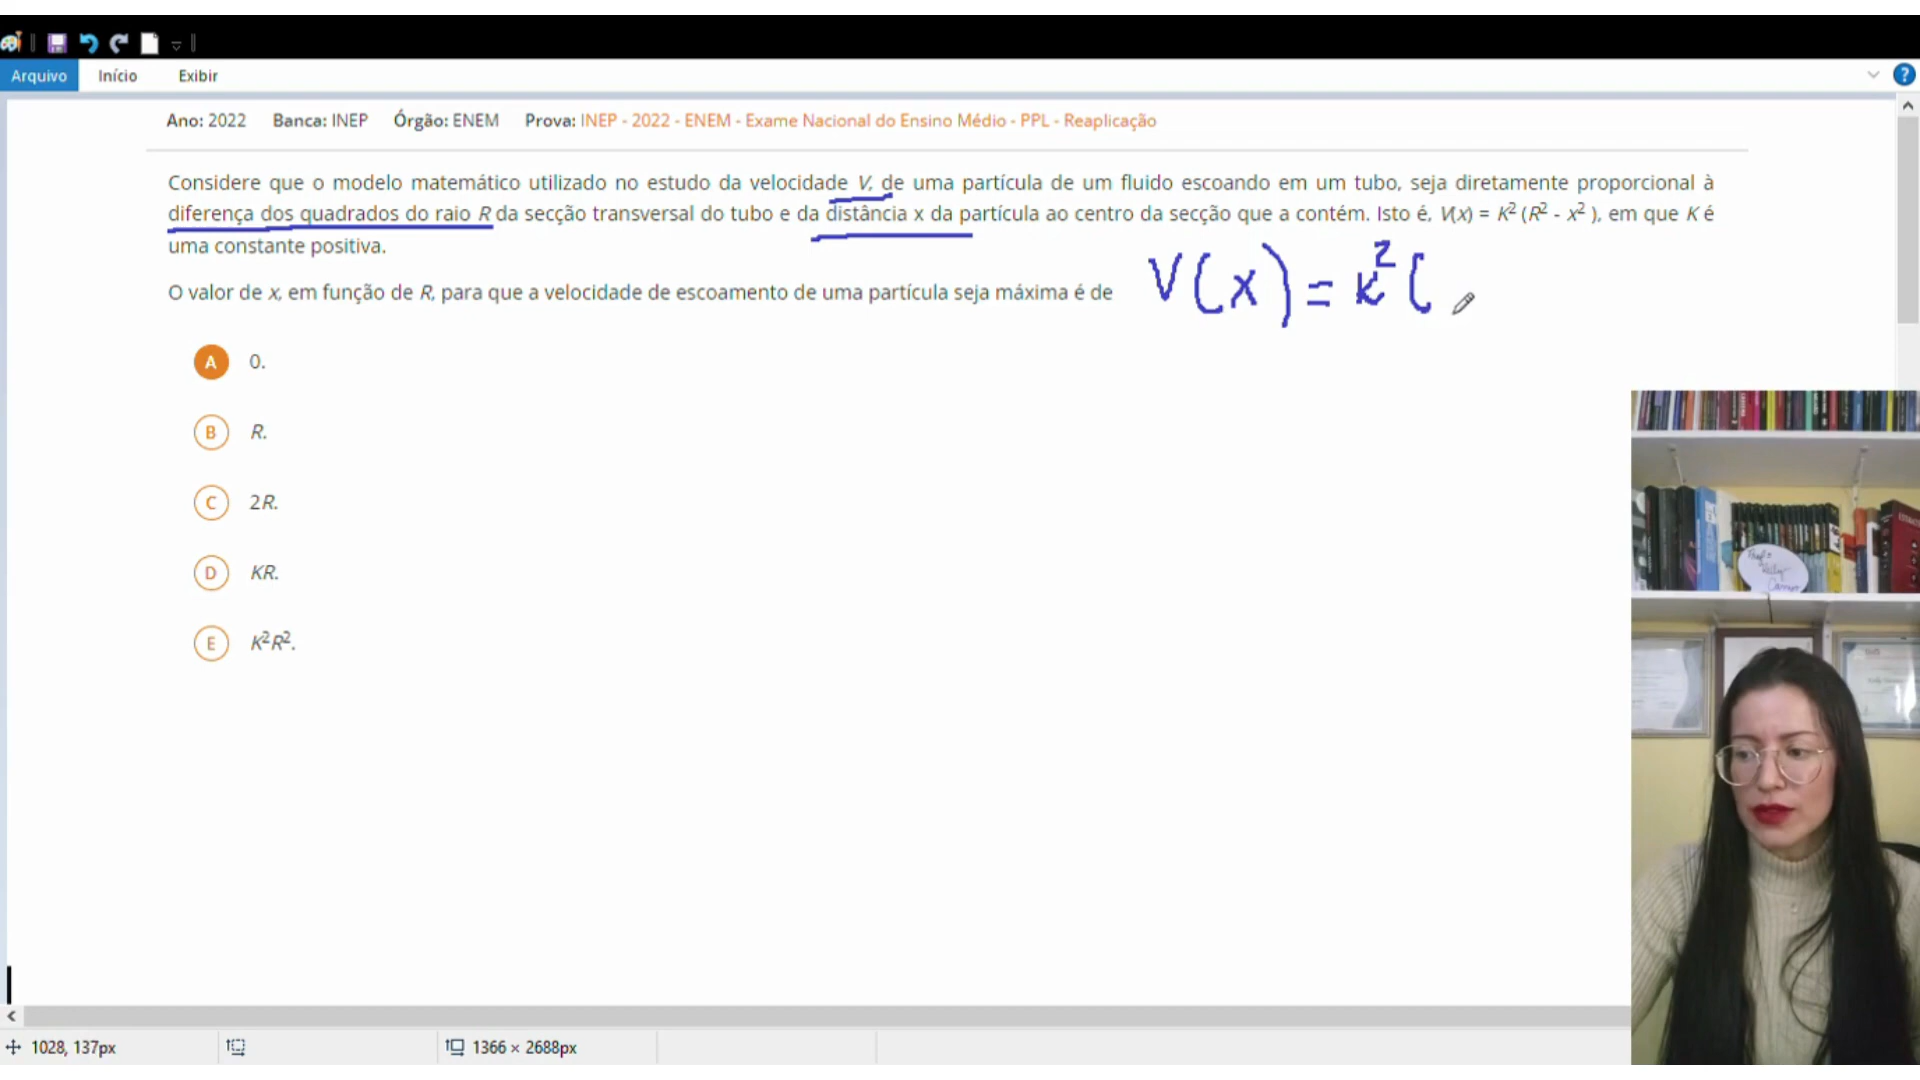 Arquivo Início Exibir
Ano: 2022 Banca: INEP Órgão: ENEM Prova: INEP - 2022 - ENEM - Exame Nacional do Ensino Médio - PPL - Reaplicação
Considere que o modelo matemático utilizado no estudo da velocidade V, de uma partícula de um fluido escoando em um tubo, seja diretamente proporcional à
diferença dos quadrados do raio R da secção transversal do tubo e da distância x da partícula ao centro da secção que a contém. Isto é, V(x) = K² (R² - x² ), em que K é
uma constante positiva.
O valor de x, em função de R, para que a velocidade de escoamento de uma partícula seja máxima é de
V(x) = K² (
A 0.
B R.
C 2R.
D KR.
E K²R².
1028, 137px 1366 × 2688px